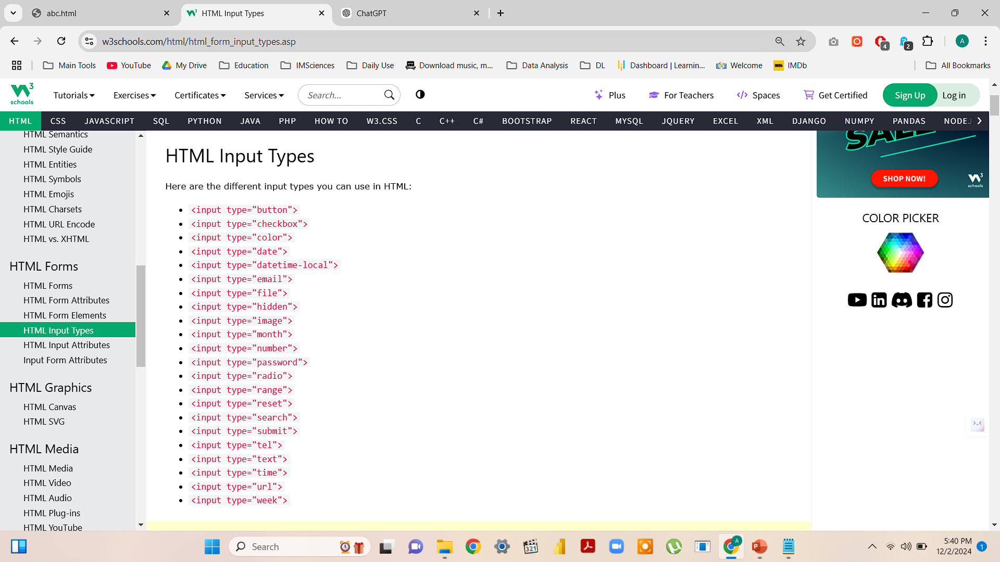 abc.html
HTML Input Types
ChatGPT
w3schools.com/html/html_form_input_types.asp
4
2
A
Main Tools
YouTube
My Drive
Education
IMSciences
Daily Use
Download music, m...
Data Analysis
DL
Dashboard | Learnin...
Welcome
IMDb
All Bookmarks
3
schools
Tutorials
Exercises
Certificates
Services
Search...
Plus
For Teachers
Spaces
Get Certified
Sign Up
Log in
HTML
CSS
JAVASCRIPT
SQL
PYTHON
JAVA
PHP
HOW TO
W3.CSS
C
C++
C#
BOOTSTRAP
REACT
MYSQL
JQUERY
EXCEL
XML
DJANGO
NUMPY
PANDAS
NODEJ
HTML Semantics
HTML Style Guide
HTML Entities
HTML Symbols
HTML Emojis
HTML Charsets
HTML URL Encode
HTML vs. XHTML
HTML Forms
HTML Forms
HTML Form Attributes
HTML Form Elements
HTML Input Types
HTML Input Attributes
Input Form Attributes
HTML Graphics
HTML Canvas
HTML SVG
HTML Media
HTML Media
HTML Video
HTML Audio
HTML Plug-ins
HTML YouTube
HTML Input Types
Here are the different input types you can use in HTML:
<input type="button">
<input type="checkbox">
<input type="color">
<input type="date">
<input type="datetime-local">
<input type="email">
<input type="file">
<input type="hidden">
<input type="image">
<input type="month">
<input type="number">
<input type="password">
<input type="radio">
<input type="range">
<input type="reset">
<input type="search">
<input type="submit">
<input type="tel">
<input type="text">
<input type="time">
<input type="url">
<input type="week">
SALE
SHOP NOW!
3
schools
COLOR PICKER
Search
321
A
P
5:40 PM
12/2/2024
1